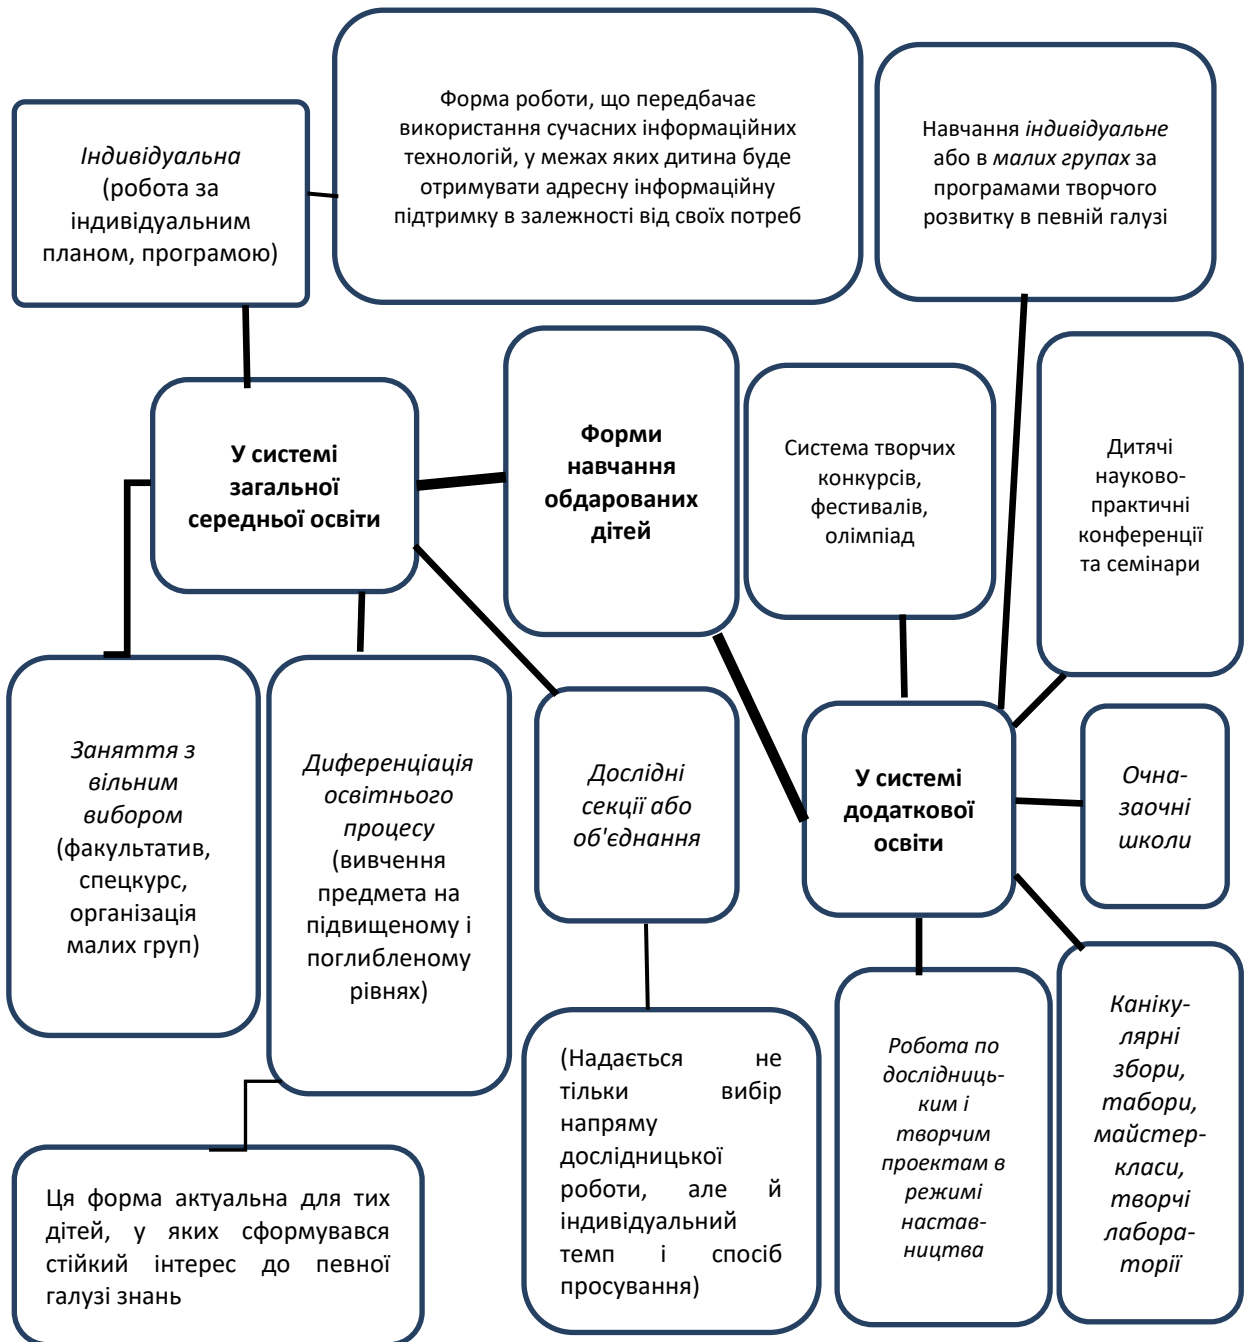 Індивідуальна
(робота за
індивідуальним
планом, програмою)
Форма роботи, що передбачає
використання сучасних інформаційних
технологій, у межах яких дитина буде
отримувати адресну інформаційну
підтримку в залежності від своїх потреб
Навчання індивідуальне
або в малих групах за
програмами творчого
розвитку в певній галузі
У системі
загальної
середньої освіти
Форми
навчання
обдарованих
дітей
Система творчих
конкурсів,
фестивалів,
олімпіад
Дитячі
науково-
практичні
конференції
та семінари
Заняття з
вільним
вибором
(факультатив,
спецкурс,
організація
малих груп)
Диференціація
освітнього
процесу
(вивчення
предмета на
підвищеному і
поглибленому
рівнях)
Дослідні
секції або
об'єднання
У системі
додаткової
освіти
Очна-
заочні
школи
Ця форма актуальна для тих
дітей, у яких сформувався
стійкий інтерес до певної
галузі знань
(Надається не
тільки вибір
напряму
дослідницької
роботи, але й
індивідуальний
темп і спосіб
просування)
Робота по
дослідниць-
ким і
творчим
проектам в
режимі
настав-
ництва
Каніку-
лярні
збори,
табори,
майстер-
класи,
творчі
лабора-
торії